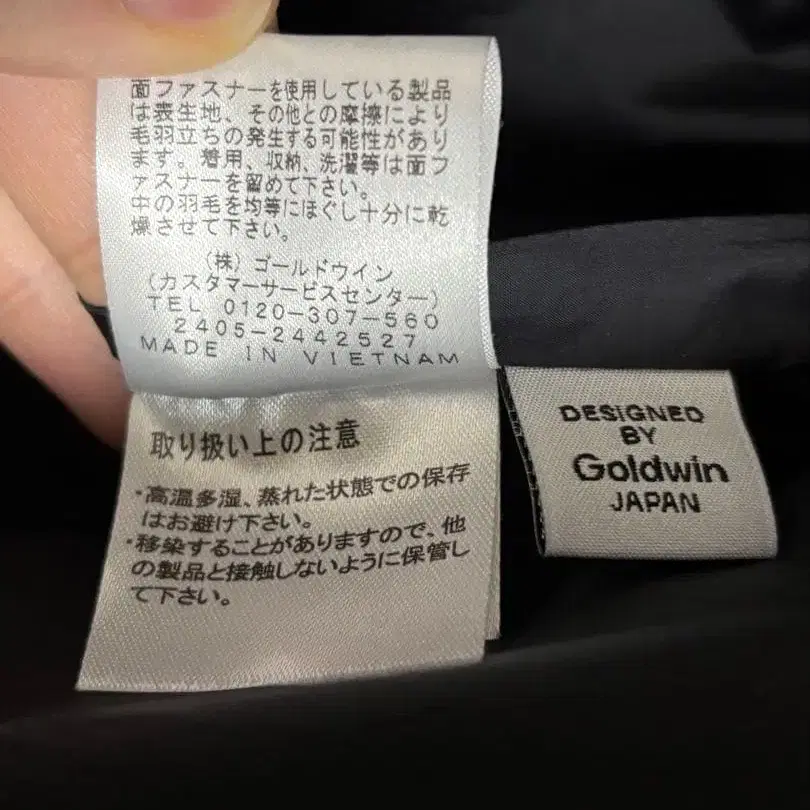 面ファスナーを使用している製品
は表生地、その他との摩擦により
毛羽立ちの発生する可能性があり
ます。着用、収納、洗濯等は面フ
ァスナーを留めて下さい。
中の羽毛を均等にほぐし十分に乾
燥させて下さい。
(株)ゴールドウイン
(カスタマーサービスセンター)
TEL 0120-307-560
2405-2442527
MADE IN VIETNAM
取り扱い上の注意
・高温多湿、蒸れた状態での保存
はお避け下さい。
・移染することがありますので、他
の製品と接触しないように保管し
て下さい。
DESIGNED
BY
Goldwin
JAPAN